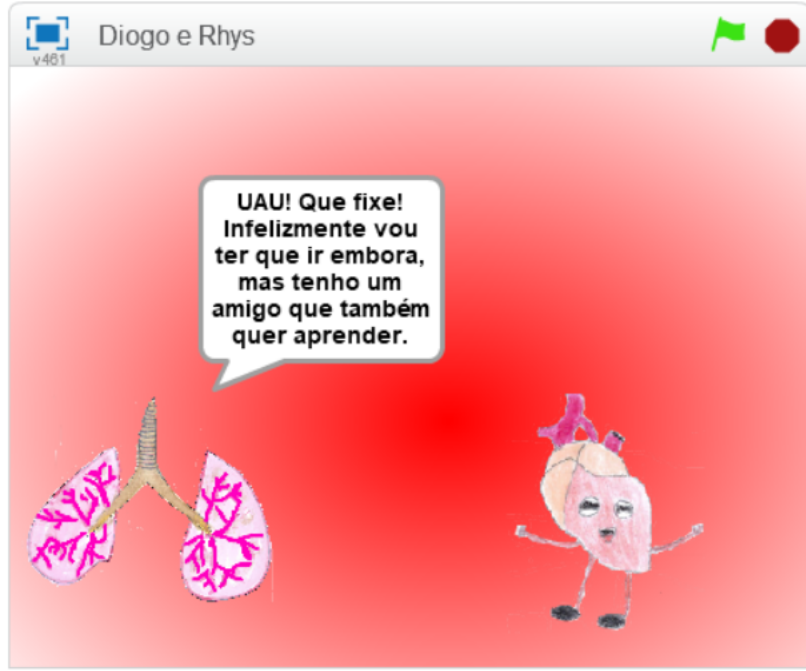 Diogo e Rhys
v461
UAU! Que fixe!
Infelizmente vou
ter que ir embora,
mas tenho um
amigo que também
quer aprender.